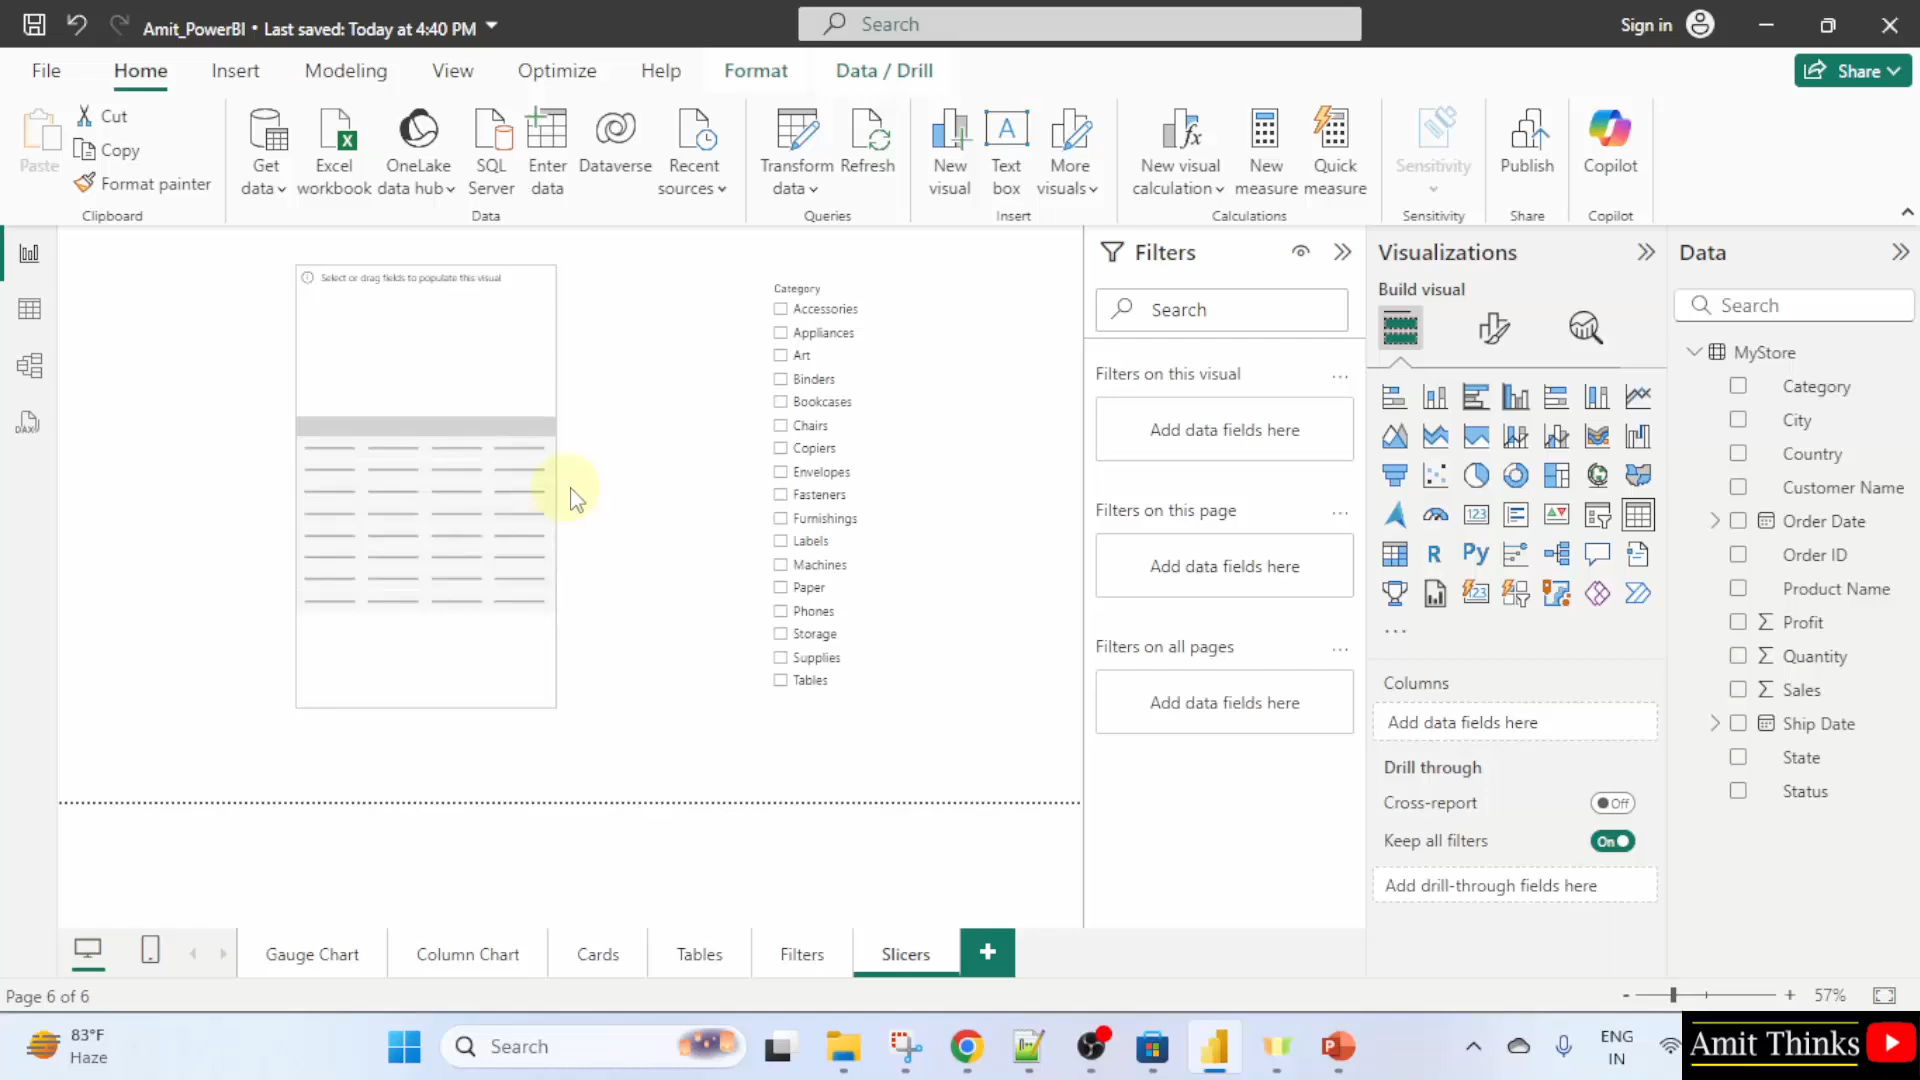 Amit_PowerBI • Last saved: Today at 4:40 PM
Search
Sign in
File Home Insert Modeling View Optimize Help Format Data / Drill
Share
Paste
Cut
Copy
Format painter
Clipboard
Get data
Excel workbook
OneLake data hub
SQL Server
Enter data
Dataverse
Recent sources
Data
Transform data
Refresh
Queries
New visual
Text box
More visuals
Insert
New visual calculation
New measure
Quick measure
Calculations
Sensitivity
Sensitivity
Publish
Share
Copilot
Copilot
Select or drag fields to populate this visual
Category
Accessories
Appliances
Art
Binders
Bookcases
Chairs
Copiers
Envelopes
Fasteners
Furnishings
Labels
Machines
Paper
Phones
Storage
Supplies
Tables
Filters
Search
Filters on this visual ...
Add data fields here
Filters on this page ...
Add data fields here
Filters on all pages ...
Add data fields here
Visualizations
Build visual
123
R Py
123
...
Columns
Add data fields here
Drill through
Cross-report Off
Keep all filters On
Add drill-through fields here
Data
Search
MyStore
Category
City
Country
Customer Name
Order Date
Order ID
Product Name
∑ Profit
∑ Quantity
∑ Sales
Ship Date
State
Status
DAX
Gauge Chart Column Chart Cards Tables Filters Slicers +
Page 6 of 6
- + 57%
83°F
Haze
Search
ENG
IN
Amit Thinks